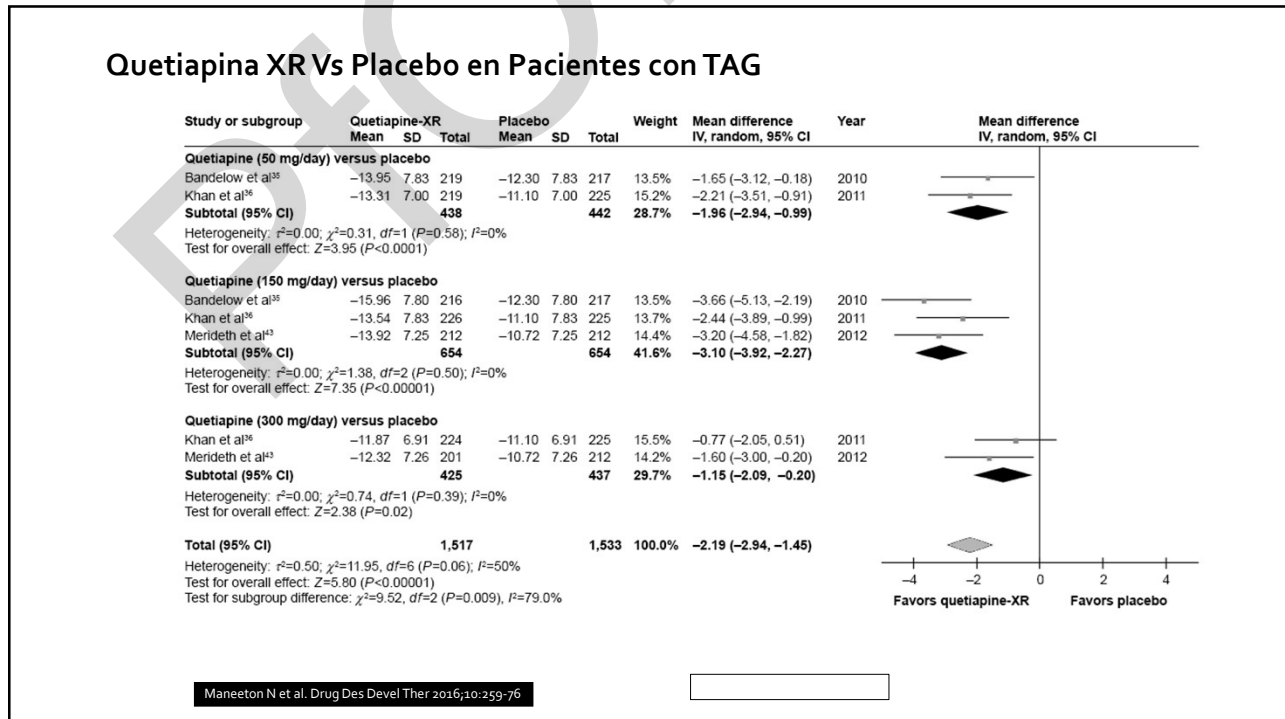 Quetiapina XR Vs Placebo en Pacientes con TAG
Study or subgroup Quetiapine-XR Placebo Weight Mean difference Year Mean difference
Mean SD Total Mean SD Total IV, random, 95% CI IV, random, 95% CI
Quetiapine (50 mg/day) versus placebo
Bandelow et al³⁵ –13.95 7.83 219 –12.30 7.83 217 13.5% –1.65 (–3.12, –0.18) 2010
Khan et al³⁶ –13.31 7.00 219 –11.10 7.00 225 15.2% –2.21 (–3.51, –0.91) 2011
Subtotal (95% CI) 438 442 28.7% –1.96 (–2.94, –0.99)
Heterogeneity: τ²=0.00; χ²=0.31, df=1 (P=0.58); I²=0%
Test for overall effect: Z=3.95 (P<0.0001)
Quetiapine (150 mg/day) versus placebo
Bandelow et al³⁵ –15.96 7.80 216 –12.30 7.80 217 13.5% –3.66 (–5.13, –2.19) 2010
Khan et al³⁶ –13.54 7.83 226 –11.10 7.83 225 13.7% –2.44 (–3.89, –0.99) 2011
Merideth et al⁴³ –13.92 7.25 212 –10.72 7.25 212 14.4% –3.20 (–4.58, –1.82) 2012
Subtotal (95% CI) 654 654 41.6% –3.10 (–3.92, –2.27)
Heterogeneity: τ²=0.00; χ²=1.38, df=2 (P=0.50); I²=0%
Test for overall effect: Z=7.35 (P<0.00001)
Quetiapine (300 mg/day) versus placebo
Khan et al³⁶ –11.87 6.91 224 –11.10 6.91 225 15.5% –0.77 (–2.05, 0.51) 2011
Merideth et al⁴³ –12.32 7.26 201 –10.72 7.26 212 14.2% –1.60 (–3.00, –0.20) 2012
Subtotal (95% CI) 425 437 29.7% –1.15 (–2.09, –0.20)
Heterogeneity: τ²=0.00; χ²=0.74, df=1 (P=0.39); I²=0%
Test for overall effect: Z=2.38 (P=0.02)
Total (95% CI) 1,517 1,533 100.0% –2.19 (–2.94, –1.45)
Heterogeneity: τ²=0.50; χ²=11.95, df=6 (P=0.06); I²=50%
Test for overall effect: Z=5.80 (P<0.00001)
Test for subgroup difference: χ²=9.52, df=2 (P=0.009), I²=79.0%
–4 –2 0 2 4
Favors quetiapine-XR Favors placebo
Maneeton N et al. Drug Des Devel Ther 2016;10:259-76